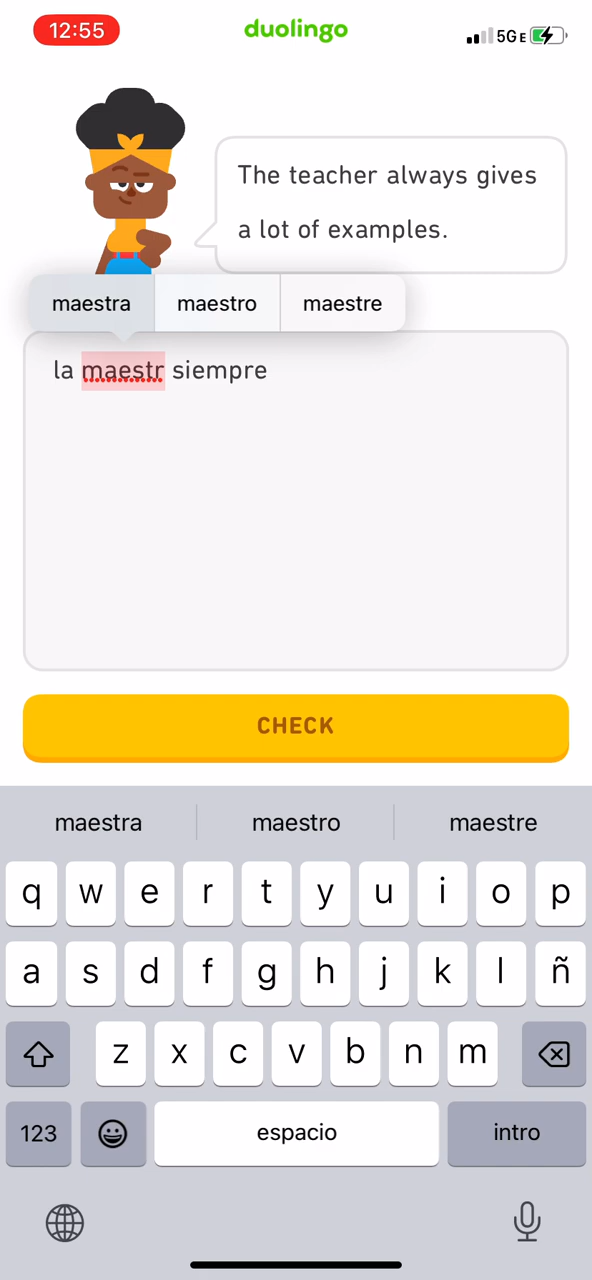 12:55
duolingo
5G E
The teacher always gives
a lot of examples.
maestra maestro maestre
la maestr siempre
CHECK
maestra maestro maestre
q w e r t y u i o p
a s d f g h j k l ñ
z x c v b n m
123 espacio intro